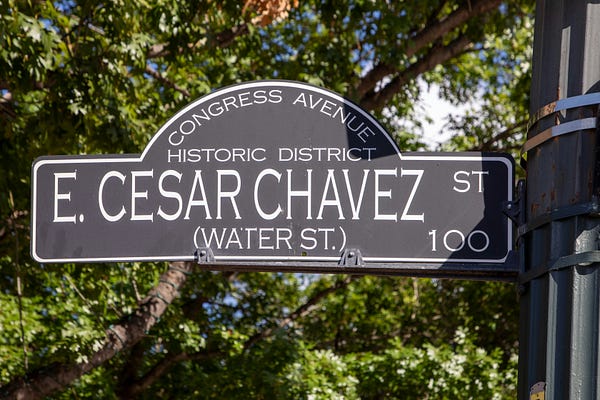 CONGRESS AVENUE
HISTORIC DISTRICT
E. CESAR CHAVEZ ST
(WATER ST.) 100